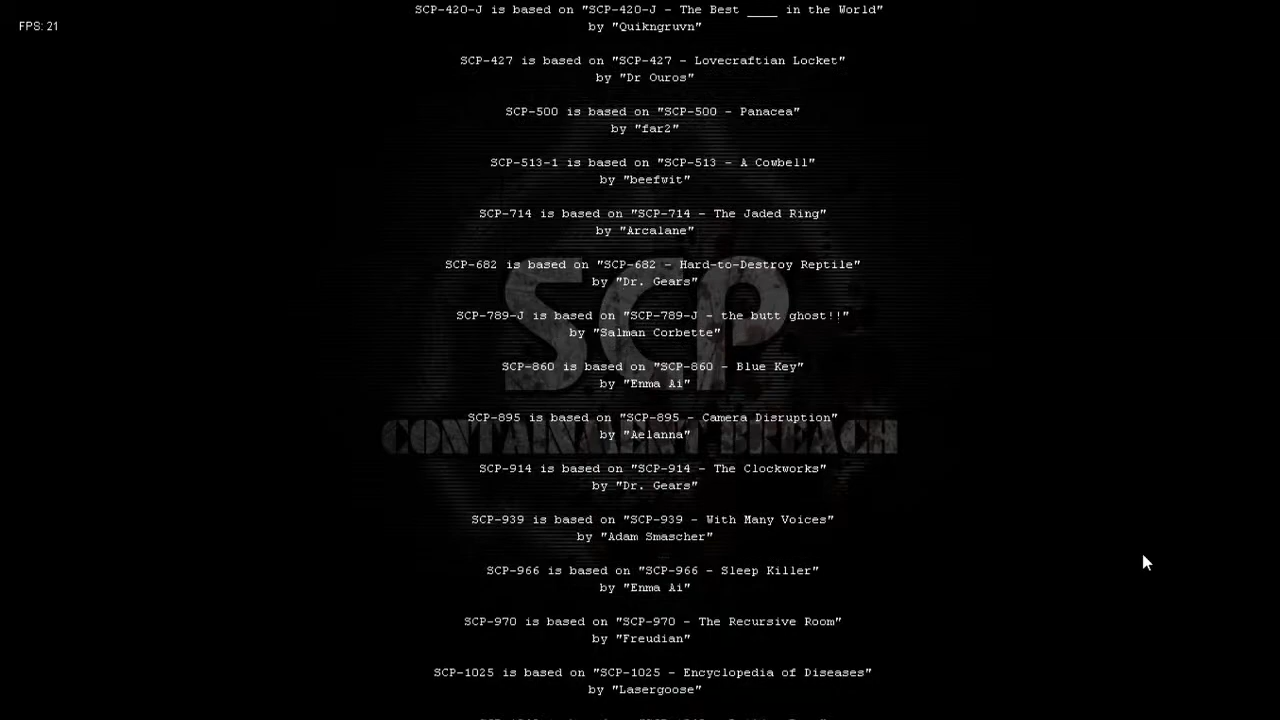 SCP-420-J is based on "SCP-420-J - The Best ____ in the World"
FPS: 21
by "Quikngruvn"
SCP-427 is based on "SCP-427 - Lovecraftian Locket"
by "Dr Ouros"
SCP-500 is based on "SCP-500 - Panacea"
by "far2"
SCP-513-1 is based on "SCP-513 - A Cowbell"
by "beefwit"
SCP-714 is based on "SCP-714 - The Jaded Ring"
by "Arcalane"
SCP-682 is based on "SCP-682 - Hard-to-Destroy Reptile"
by "Dr. Gears"
SCP-789-J is based on "SCP-789-J - the butt ghost!!"
by "Salman Corbette"
SCP
SCP-860 is based on "SCP-860 - Blue Key"
by "Enma Ai"
SCP-895 is based on "SCP-895 - Camera Disruption"
by "Aelanna"
CONTAINMENT BREACH
SCP-914 is based on "SCP-914 - The Clockworks"
by "Dr. Gears"
SCP-939 is based on "SCP-939 - With Many Voices"
by "Adam Smascher"
SCP-966 is based on "SCP-966 - Sleep Killer"
by "Enma Ai"
SCP-970 is based on "SCP-970 - The Recursive Room"
by "Freudian"
SCP-1025 is based on "SCP-1025 - Encyclopedia of Diseases"
by "Lasergoose"